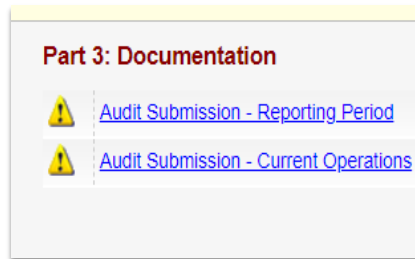 Part 3: Documentation
Audit Submission - Reporting Period
Audit Submission - Current Operations